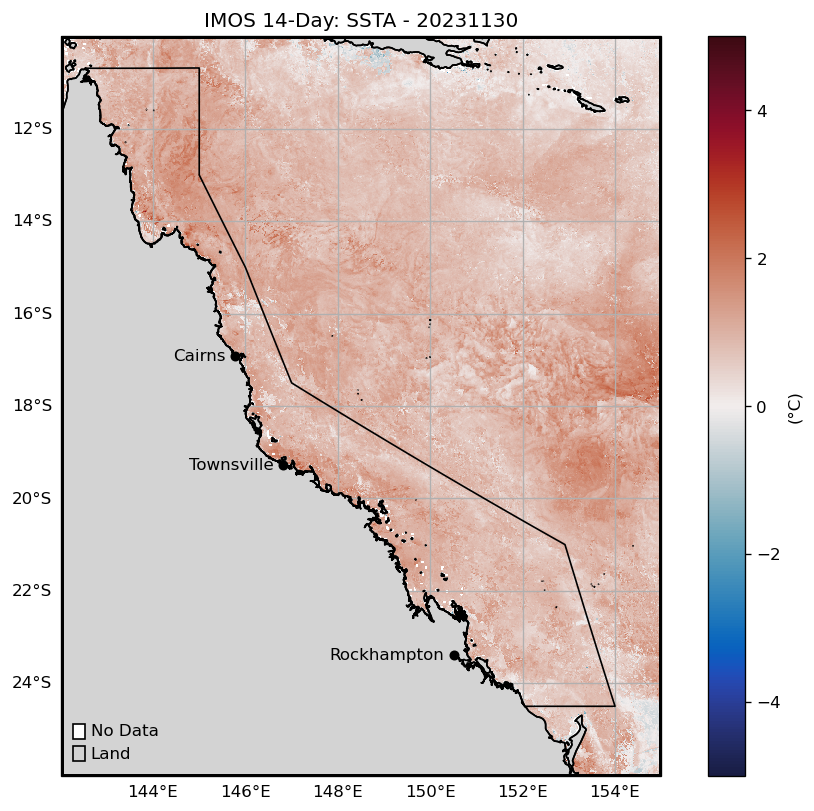 IMOS 14-Day: SSTA - 20231130
12°S
14°S
16°S
18°S
20°S
22°S
24°S
Cairns
Townsville
Rockhampton
No Data
Land
144°E 146°E 148°E 150°E 152°E 154°E
4
2
0
−2
−4
(°C)